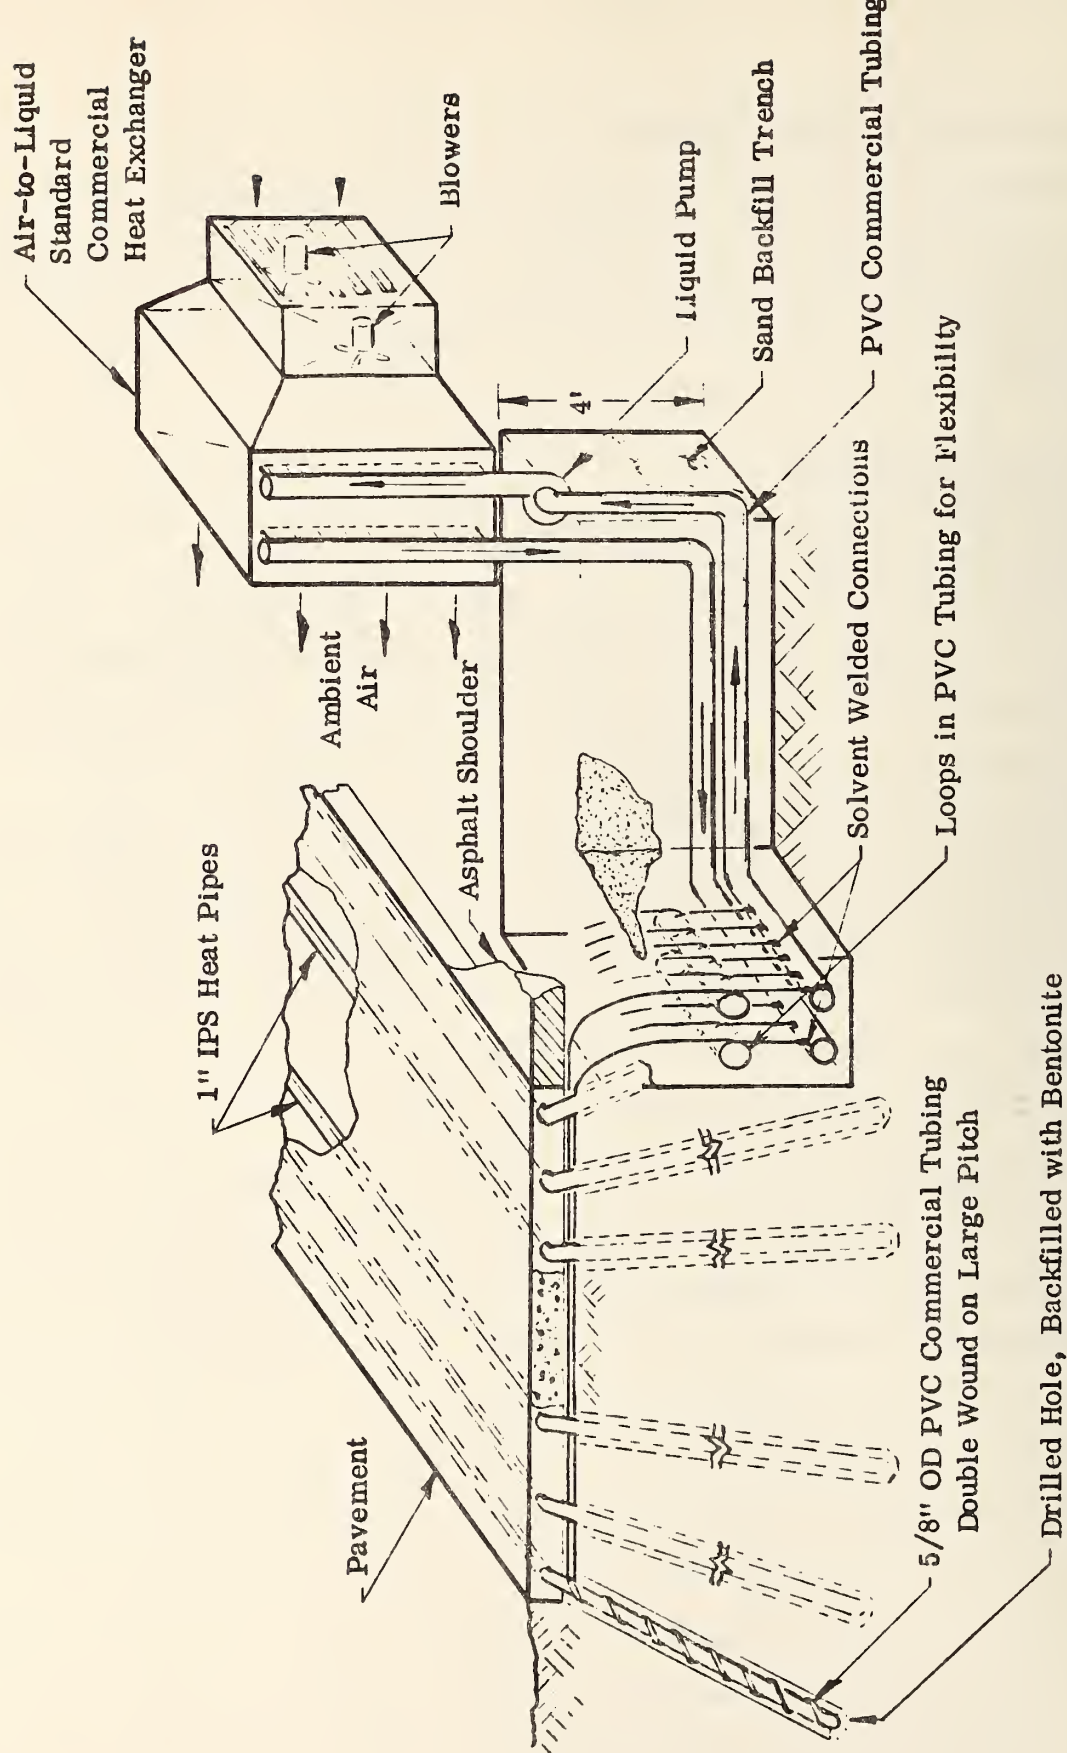 Air-to-Liquid
Standard
Commercial
Heat Exchanger
Blowers
1" IPS Heat Pipes
Ambient
Air
Pavement
Asphalt Shoulder
4'
Liquid Pump
Sand Backfill Trench
PVC Commercial Tubing
Solvent Welded Connections
Loops in PVC Tubing for Flexibility
5/8" OD PVC Commercial Tubing
Double Wound on Large Pitch
Drilled Hole, Backfilled with Bentonite